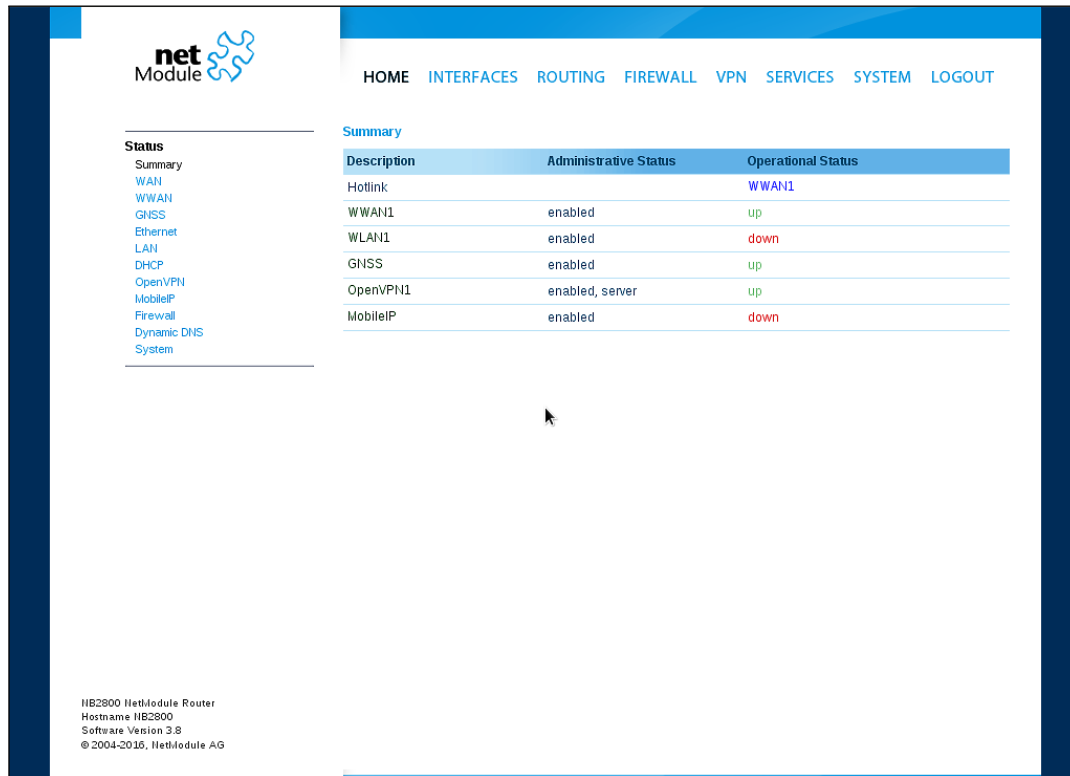 net
Module
HOME INTERFACES ROUTING FIREWALL VPN SERVICES SYSTEM LOGOUT
Status
Summary
WAN
WWAN
GNSS
Ethernet
LAN
DHCP
OpenVPN
MobileIP
Firewall
Dynamic DNS
System
Summary
Description Administrative Status Operational Status
Hotlink WWAN1
WWAN1 enabled up
WLAN1 enabled down
GNSS enabled up
OpenVPN1 enabled, server up
MobileIP enabled down
NB2800 NetModule Router
Hostname NB2800
Software Version 3.8
© 2004-2016, NetModule AG